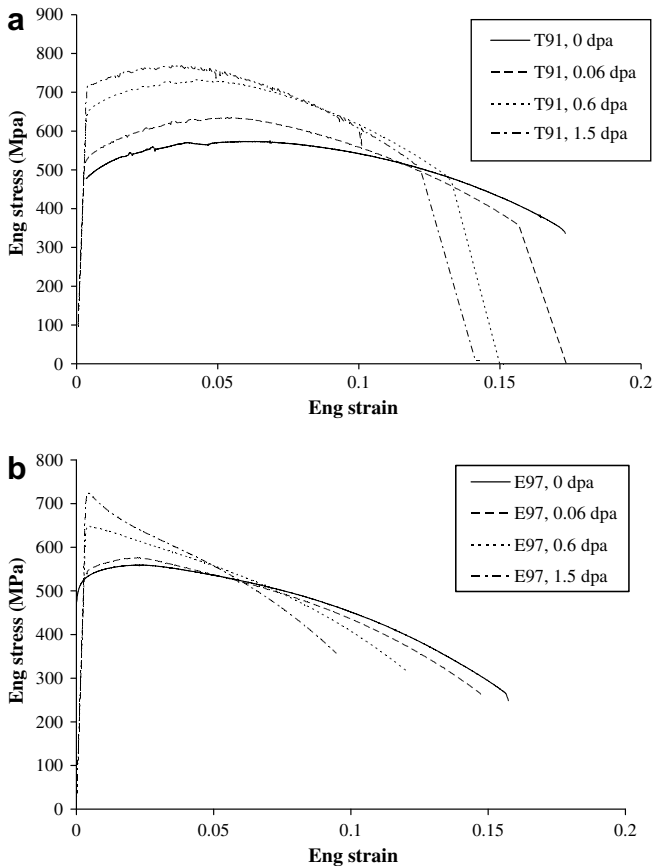 a
900
800
700
600
500
400
300
200
100
0
Eng stress (Mpa)
0
0.05
0.1
0.15
0.2
Eng strain
T91, 0 dpa
T91, 0.06 dpa
T91, 0.6 dpa
T91, 1.5 dpa
b
800
700
600
500
400
300
200
100
0
Eng stress (MPa)
0
0.05
0.1
0.15
0.2
Eng strain
E97, 0 dpa
E97, 0.06 dpa
E97, 0.6 dpa
E97, 1.5 dpa